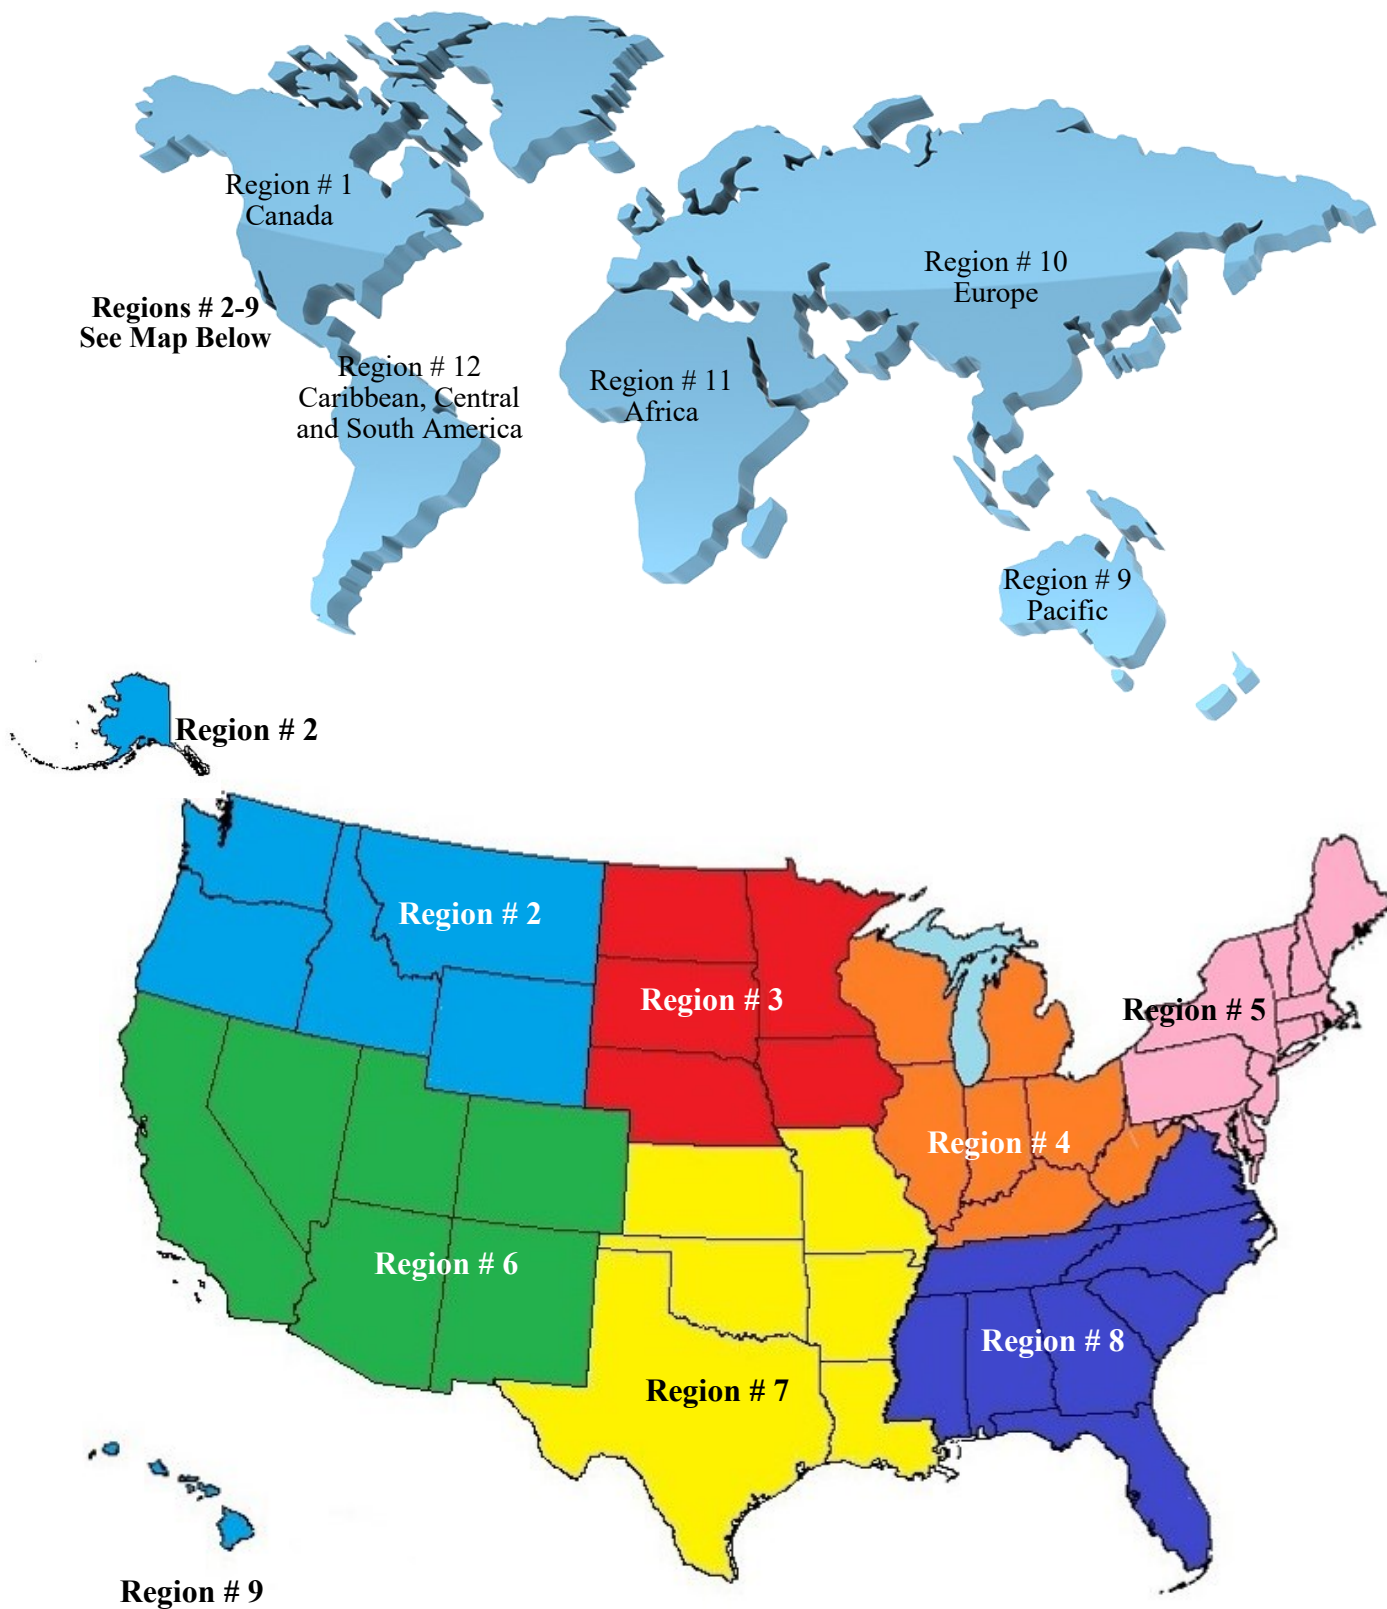 Region # 1
Canada
Region # 10
Europe
Regions # 2-9
See Map Below
Region # 12
Caribbean, Central
and South America
Region # 11
Africa
Region # 9
Pacific
Region # 2
Region # 2
Region # 3
Region # 5
Region # 4
Region # 6
Region # 8
Region # 7
Region # 9